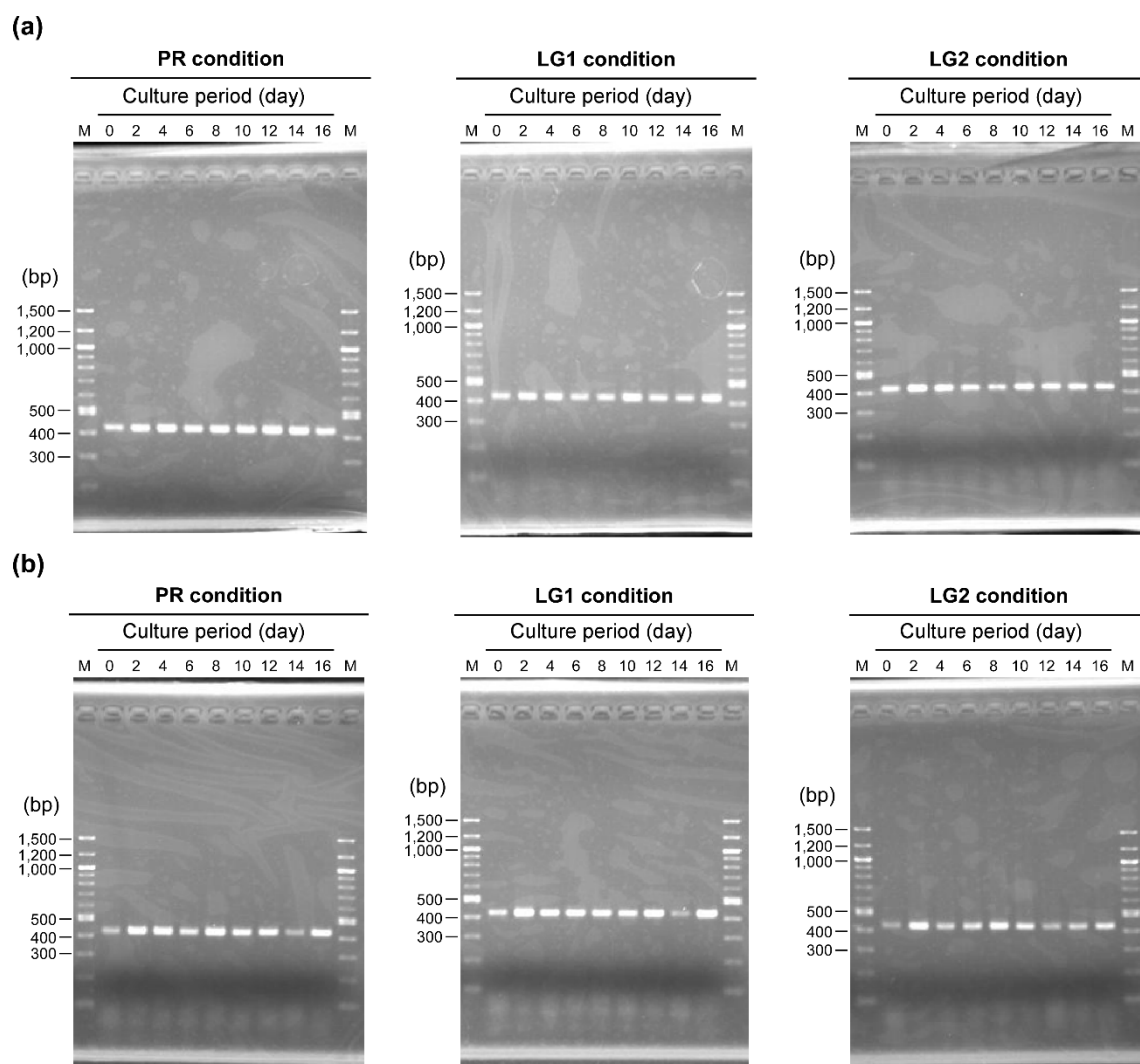 (a)
PR condition
Culture period (day)
M 0 2 4 6 8 10 12 14 16 M
(bp)
1,500
1,200
1,000
500
400
300
LG1 condition
Culture period (day)
M 0 2 4 6 8 10 12 14 16 M
(bp)
1,500
1,200
1,000
500
400
300
LG2 condition
Culture period (day)
M 0 2 4 6 8 10 12 14 16 M
(bp)
1,500
1,200
1,000
500
400
300
(b)
PR condition
Culture period (day)
M 0 2 4 6 8 10 12 14 16 M
(bp)
1,500
1,200
1,000
500
400
300
LG1 condition
Culture period (day)
M 0 2 4 6 8 10 12 14 16 M
(bp)
1,500
1,200
1,000
500
400
300
LG2 condition
Culture period (day)
M 0 2 4 6 8 10 12 14 16 M
(bp)
1,500
1,200
1,000
500
400
300